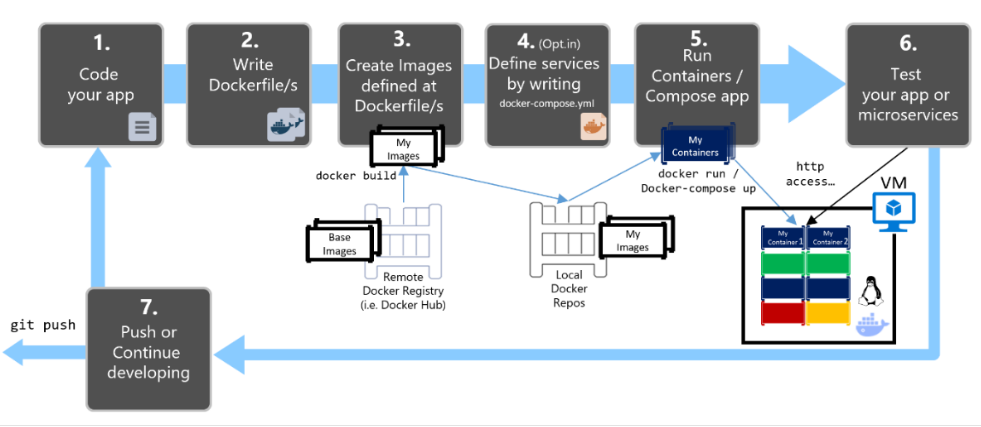 1.
Code
your app
2.
Write
Dockerfile/s
3.
Create Images
defined at
Dockerfile/s
4. (Opt.in)
Define services
by writing
docker-compose.yml
5.
Run
Containers /
Compose app
6.
Test
your app or
microservices
My
Images
docker build
My
Containers
docker run /
Docker-compose up
http
access…
VM
Base
Images
Remote
Docker Registry
(i.e. Docker Hub)
My
Images
Local
Docker
Repos
My
Container 1
My
Container 2
7.
Push or
Continue
developing
git push